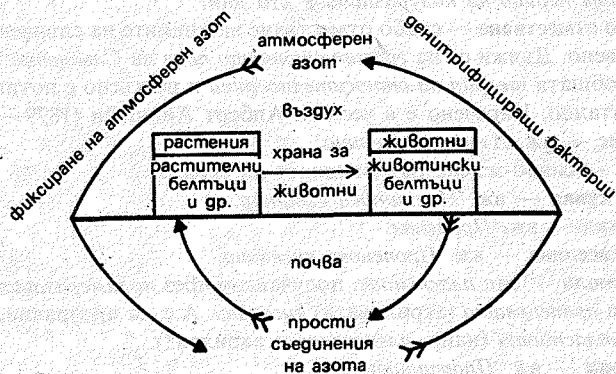 фиксиране на атмосферен азот
атмосферен
азот
денитрифициращи бактерии
въздух
растения
растителни
белтъци
и др.
храна за
животни
животни
животински
белтъци
и др.
почва
прости
съединения
на азота